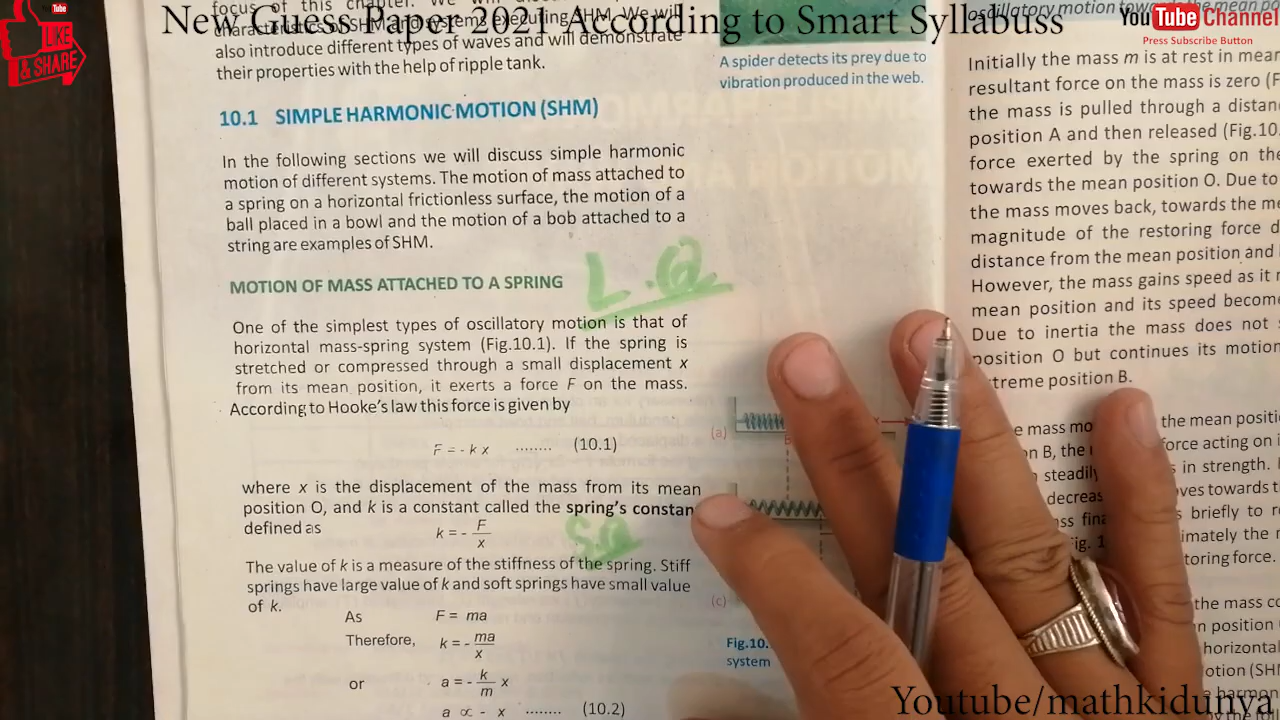 New Guess Paper 2021 According to Smart Syllabuss
YouTube Channel
Press Subscribe Button
You
Tube
LIKE
& SHARE
focus of this chapter. We will
characteristics of
also introduce different types of waves and will demonstrate
their properties with the help of ripple tank.
10.1 SIMPLE HARMONIC MOTION (SHM)
In the following sections we will discuss simple harmonic
motion of different systems. The motion of mass attached to
a spring on a horizontal frictionless surface, the motion of a
ball placed in a bowl and the motion of a bob attached to a
string are examples of SHM.
MOTION OF MASS ATTACHED TO A SPRING
L.Q
One of the simplest types of oscillatory motion is that of
horizontal mass-spring system (Fig.10.1). If the spring is
stretched or compressed through a small displacement x
from its mean position, it exerts a force F on the mass.
According to Hooke's law this force is given by
F = - k x ........ (10.1)
where x is the displacement of the mass from its mean
position O, and k is a constant called the spring's constan
defined as
k = - F/x
S.Q
The value of k is a measure of the stiffness of the spring. Stiff
springs have large value of k and soft springs have small value
of k.
As F = ma
Therefore, k = - ma/x
or a = - k/m x
a ∝ - x ........ (10.2)
A spider detects its prey due to
vibration produced in the web.
(a)
x
(c)
Fig.10.
system
oscillatory motion
Initially the mass m is at rest in mean
resultant force on the mass is zero (F
the mass is pulled through a distan
position A and then released (Fig.10.
force exerted by the spring on the
towards the mean position O. Due to
the mass moves back, towards the me
magnitude of the restoring force d
distance from the mean position and
However, the mass gains speed as it
mean position and its speed become
Due to inertia the mass does not
position O but continues its motion
treme position B.
e mass mo the mean positi
on B, the force acting on
steadily s in strength.
decreas ves towards t
ss fina s briefly to r
ig. 1 imately the
toring force.
the mass co
n position
horizontal
otion (SH
harmon
Youtube/mathkidunya